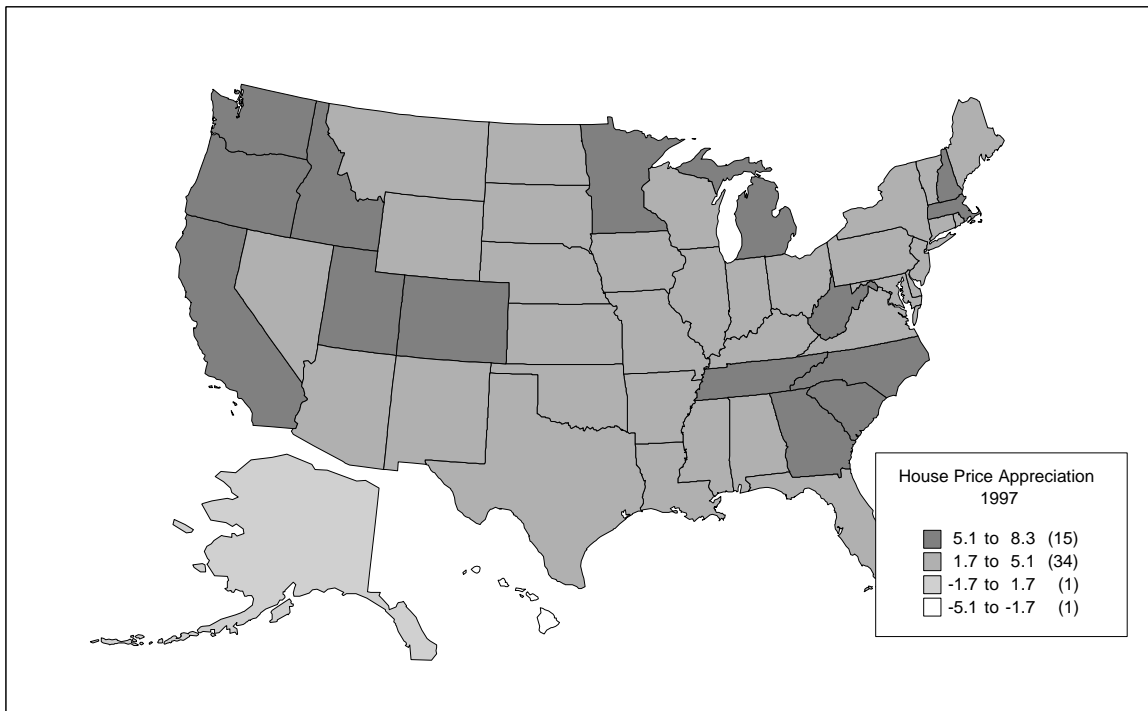 House Price Appreciation
1997
5.1 to 8.3 (15)
1.7 to 5.1 (34)
-1.7 to 1.7 (1)
-5.1 to -1.7 (1)